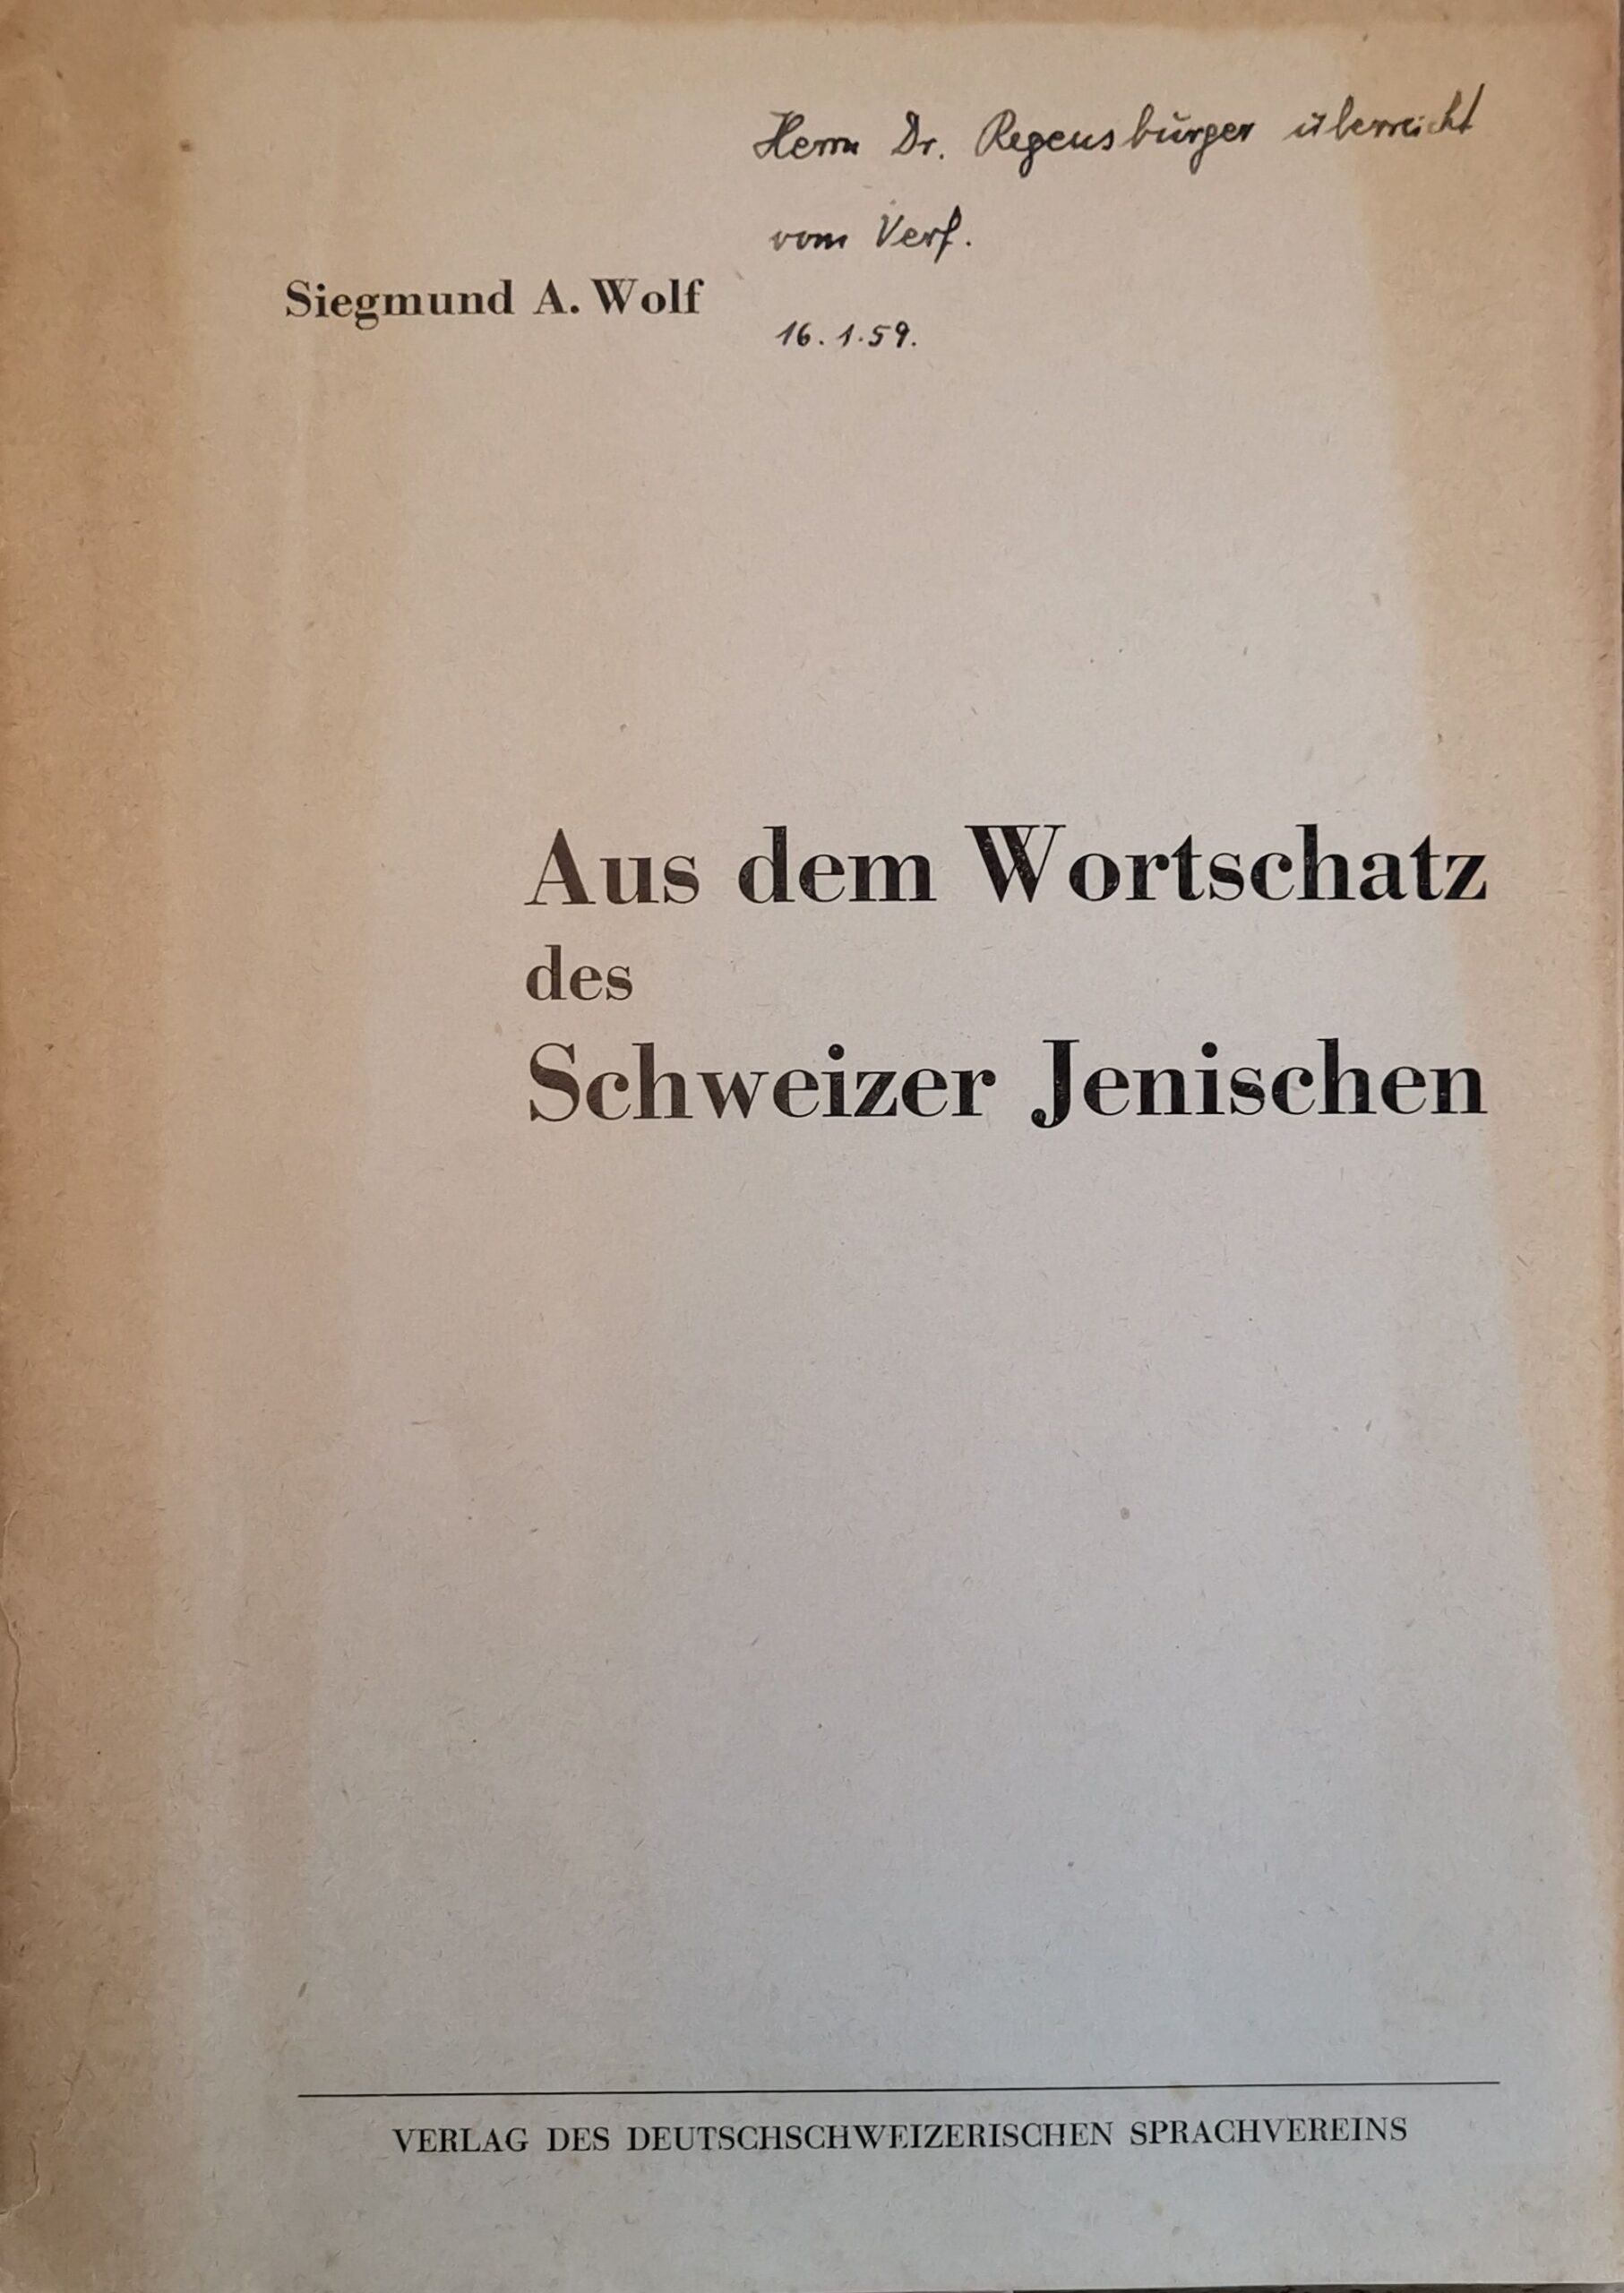 Herrn Dr. Regensburger überreicht
vom Verf.
Siegmund A. Wolf
16.1.59.
Aus dem Wortschatz
des
Schweizer Jenischen
VERLAG DES DEUTSCHSCHWEIZERISCHEN SPRACHVEREINS